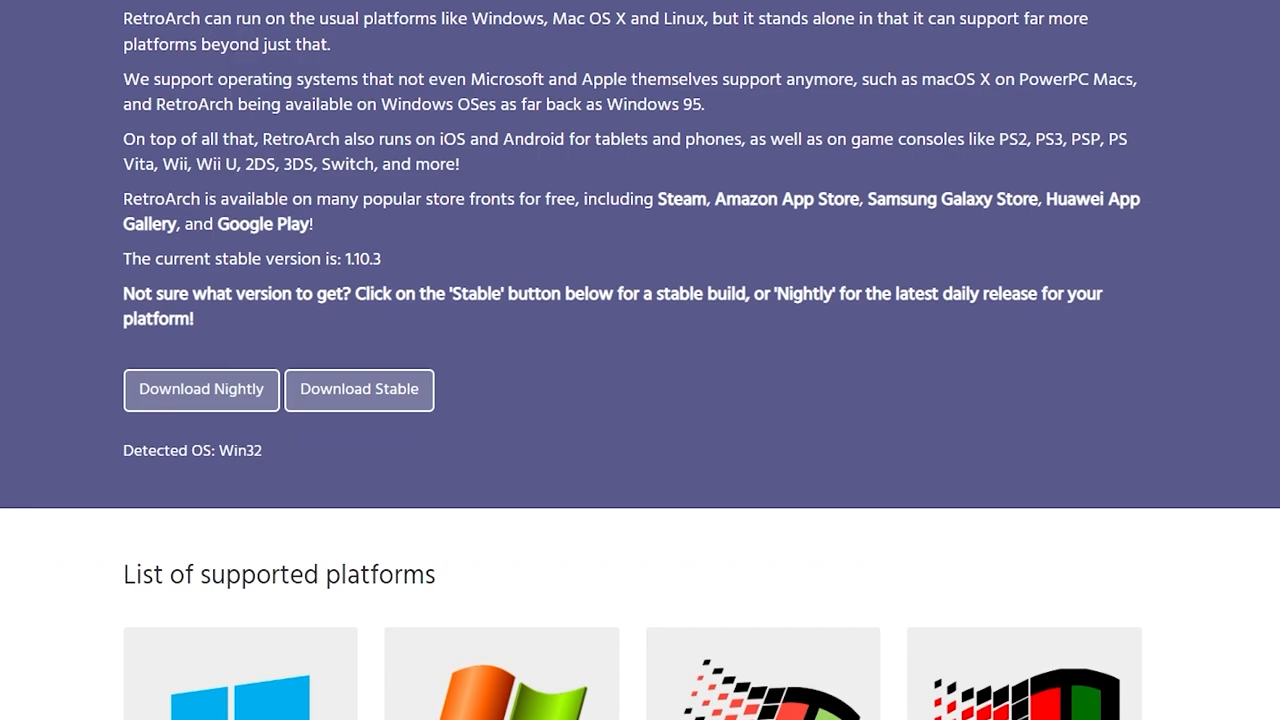 RetroArch can run on the usual platforms like Windows, Mac OS X and Linux, but it stands alone in that it can support far more
platforms beyond just that.
We support operating systems that not even Microsoft and Apple themselves support anymore, such as macOS X on PowerPC Macs,
and RetroArch being available on Windows OSes as far back as Windows 95.
On top of all that, RetroArch also runs on iOS and Android for tablets and phones, as well as on game consoles like PS2, PS3, PSP, PS
Vita, Wii, Wii U, 2DS, 3DS, Switch, and more!
RetroArch is available on many popular store fronts for free, including Steam, Amazon App Store, Samsung Galaxy Store, Huawei App
Gallery, and Google Play!
The current stable version is: 1.10.3
Not sure what version to get? Click on the 'Stable' button below for a stable build, or 'Nightly' for the latest daily release for your
platform!
Download Nightly Download Stable
Detected OS: Win32
List of supported platforms